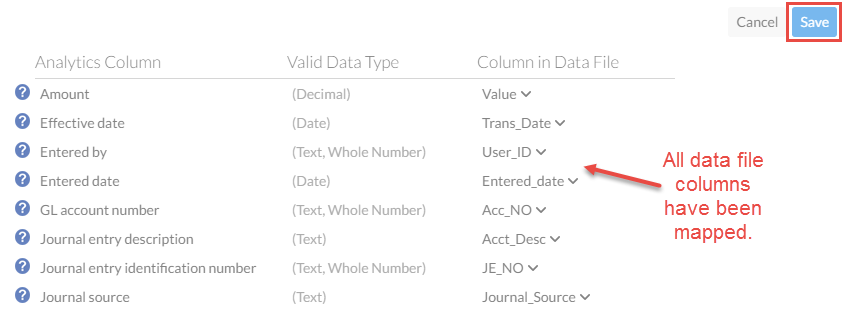 Cancel Save
Analytics Column Valid Data Type Column in Data File
? Amount (Decimal) Value
? Effective date (Date) Trans_Date
? Entered by (Text, Whole Number) User_ID
? Entered date (Date) Entered_date
? GL account number (Text, Whole Number) Acc_NO
? Journal entry description (Text) Acct_Desc
? Journal entry identification number (Text, Whole Number) JE_NO
? Journal source (Text) Journal_Source
All data file
columns
have been
mapped.